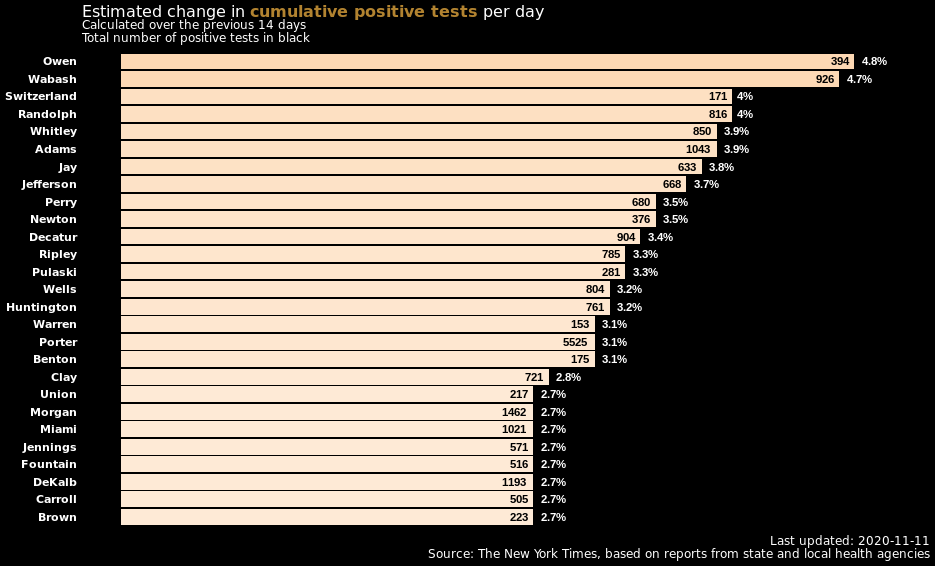 Estimated change in cumulative positive tests per day
Calculated over the previous 14 days
Total number of positive tests in black
Owen 394 4.8%
Wabash 926 4.7%
Switzerland 171 4%
Randolph 816 4%
Whitley 850 3.9%
Adams 1043 3.9%
Jay 633 3.8%
Jefferson 668 3.7%
Perry 680 3.5%
Newton 376 3.5%
Decatur 904 3.4%
Ripley 785 3.3%
Pulaski 281 3.3%
Wells 804 3.2%
Huntington 761 3.2%
Warren 153 3.1%
Porter 5525 3.1%
Benton 175 3.1%
Clay 721 2.8%
Union 217 2.7%
Morgan 1462 2.7%
Miami 1021 2.7%
Jennings 571 2.7%
Fountain 516 2.7%
DeKalb 1193 2.7%
Carroll 505 2.7%
Brown 223 2.7%
Last updated: 2020-11-11
Source: The New York Times, based on reports from state and local health agencies